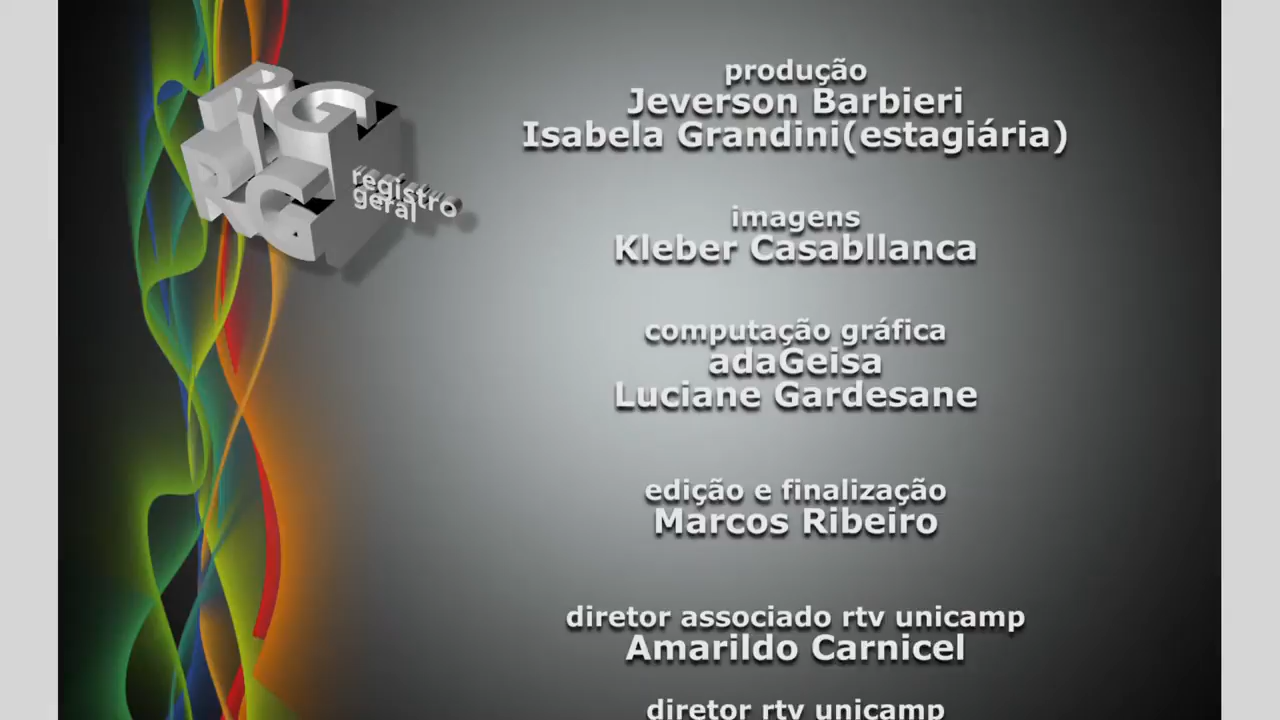 RG
RG
registro
geral
produção
Jeverson Barbieri
Isabela Grandini(estagiária)
imagens
Kleber Casabllanca
computação gráfica
adaGeisa
Luciane Gardesane
edição e finalização
Marcos Ribeiro
diretor associado rtv unicamp
Amarildo Carnicel
diretor rtv unicamp